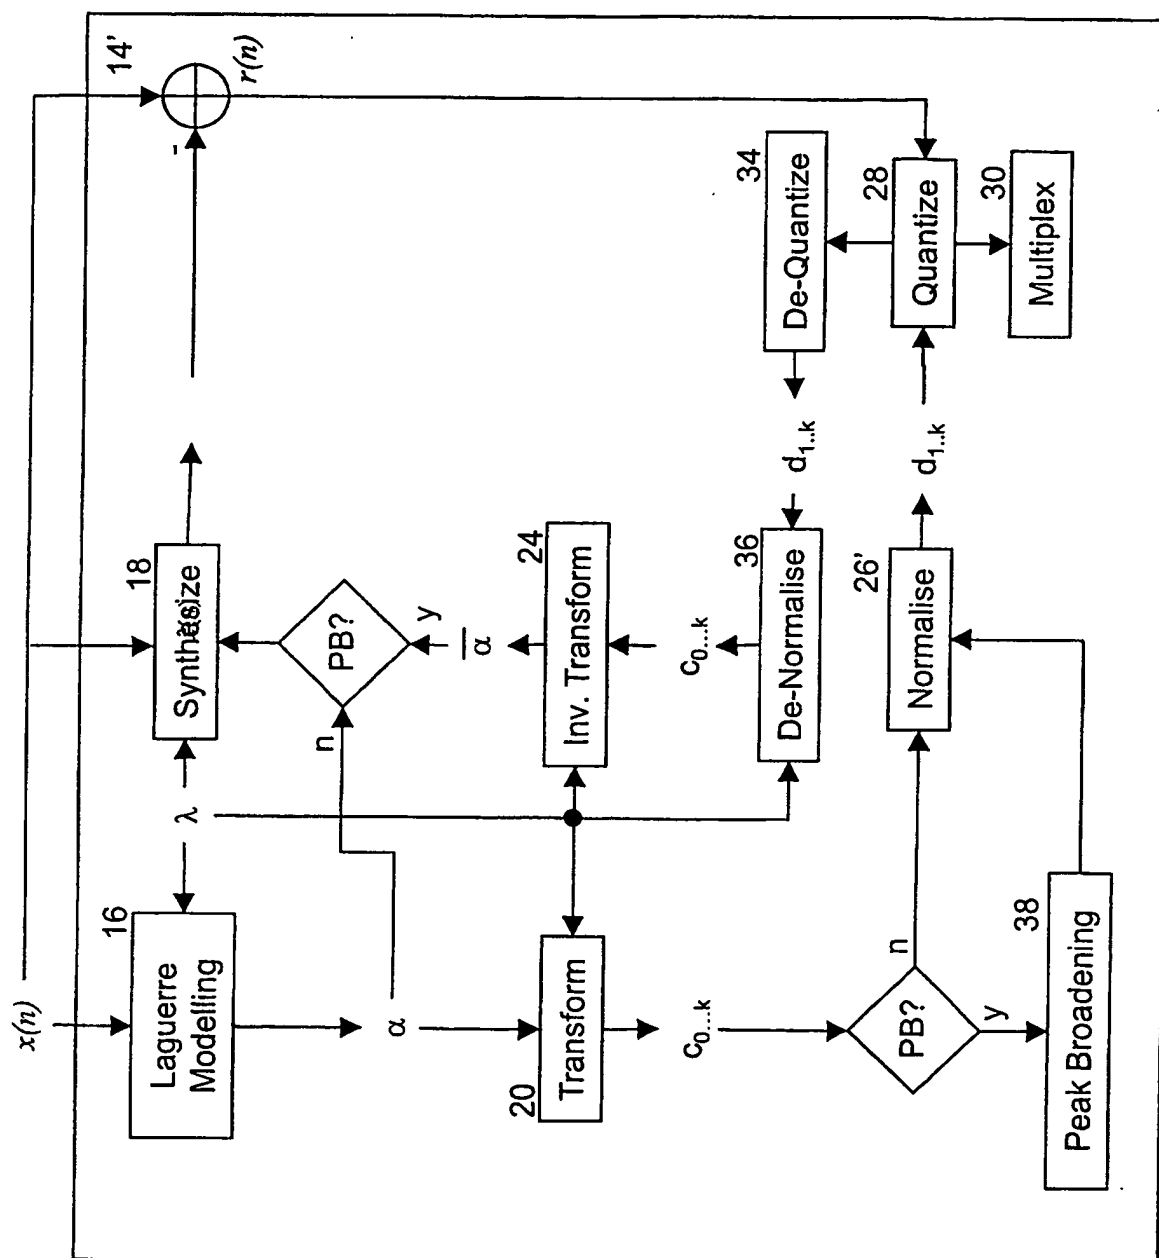 x(n)
14'
16
Laguerre
Modelling
λ
18
Synthesize
-
r(n)
α
n
PB?
y
α
20
Transform
24
Inv. Transform
34
De-Quantize
c0...k
c0...k
36
De-Normalise
d1..k
28
Quantize
PB?
n
y
26'
Normalise
d1..k
30
Multiplex
38
Peak Broadening